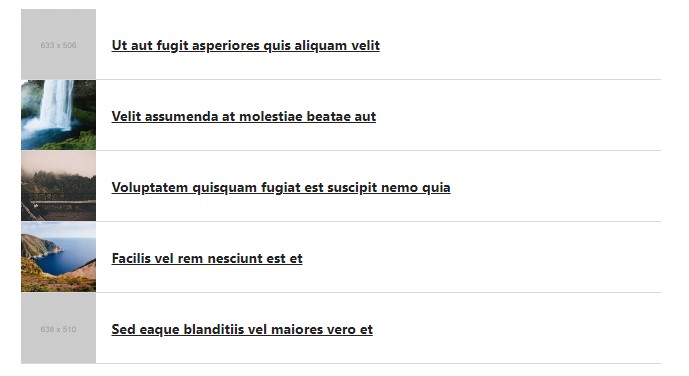 633 x 506
Ut aut fugit asperiores quis aliquam velit
Velit assumenda at molestiae beatae aut
Voluptatem quisquam fugiat est suscipit nemo quia
Facilis vel rem nesciunt est et
636 x 510
Sed eaque blanditiis vel maiores vero et